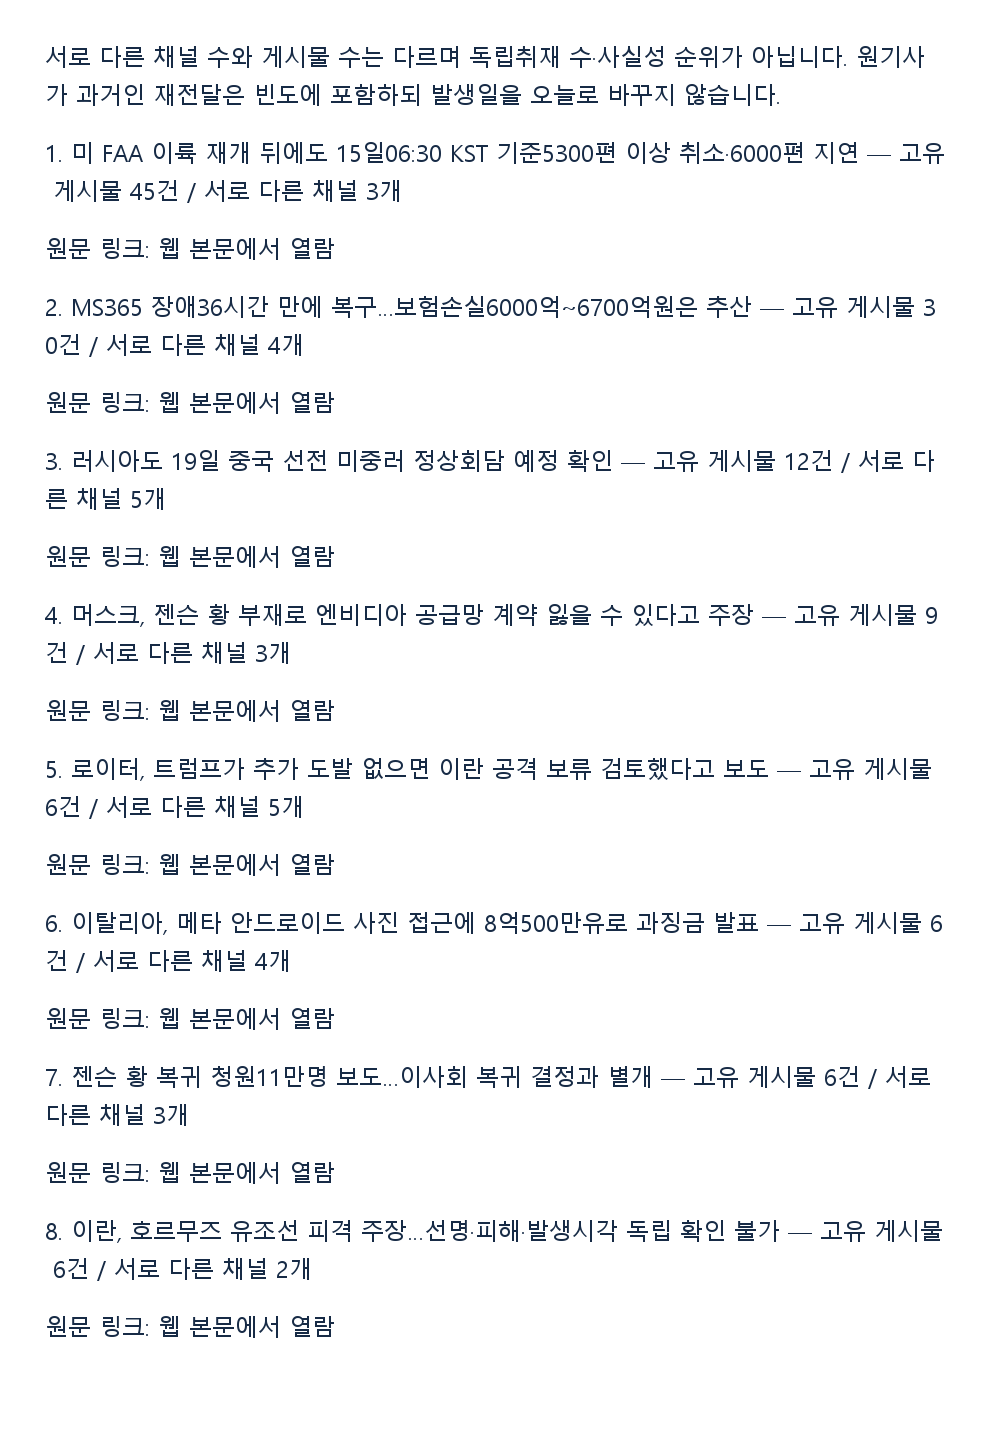 서로 다른 채널 수와 게시물 수는 다르며 독립취재 수·사실성 순위가 아닙니다. 원기사
가 과거인 재전달은 빈도에 포함하되 발생일을 오늘로 바꾸지 않습니다.
1. 미 FAA 이륙 재개 뒤에도 15일06:30 KST 기준5300편 이상 취소·6000편 지연 — 고유
게시물 45건 / 서로 다른 채널 3개
원문 링크: 웹 본문에서 열람
2. MS365 장애36시간 만에 복구...보험손실6000억~6700억원은 추산 — 고유 게시물 3
0건 / 서로 다른 채널 4개
원문 링크: 웹 본문에서 열람
3. 러시아도 19일 중국 선전 미중러 정상회담 예정 확인 — 고유 게시물 12건 / 서로 다
른 채널 5개
원문 링크: 웹 본문에서 열람
4. 머스크, 젠슨 황 부재로 엔비디아 공급망 계약 잃을 수 있다고 주장 — 고유 게시물 9
건 / 서로 다른 채널 3개
원문 링크: 웹 본문에서 열람
5. 로이터, 트럼프가 추가 도발 없으면 이란 공격 보류 검토했다고 보도 — 고유 게시물
6건 / 서로 다른 채널 5개
원문 링크: 웹 본문에서 열람
6. 이탈리아, 메타 안드로이드 사진 접근에 8억500만유로 과징금 발표 — 고유 게시물 6
건 / 서로 다른 채널 4개
원문 링크: 웹 본문에서 열람
7. 젠슨 황 복귀 청원11만명 보도...이사회 복귀 결정과 별개 — 고유 게시물 6건 / 서로
다른 채널 3개
원문 링크: 웹 본문에서 열람
8. 이란, 호르무즈 유조선 피격 주장...선명·피해·발생시각 독립 확인 불가 — 고유 게시물
6건 / 서로 다른 채널 2개
원문 링크: 웹 본문에서 열람